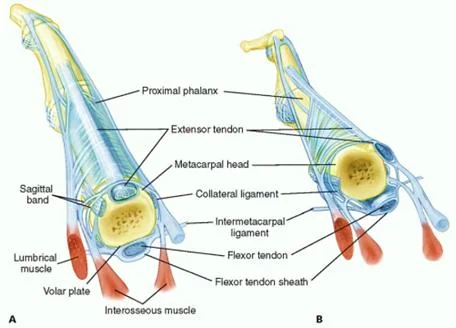 Proximal phalanx
Extensor tendon
Metacarpal head
Sagittal
band
Collateral ligament
Intermetacarpal
ligament
Lumbrical
muscle
Flexor tendon
Volar plate
Flexor tendon sheath
Interosseous muscle
A
B